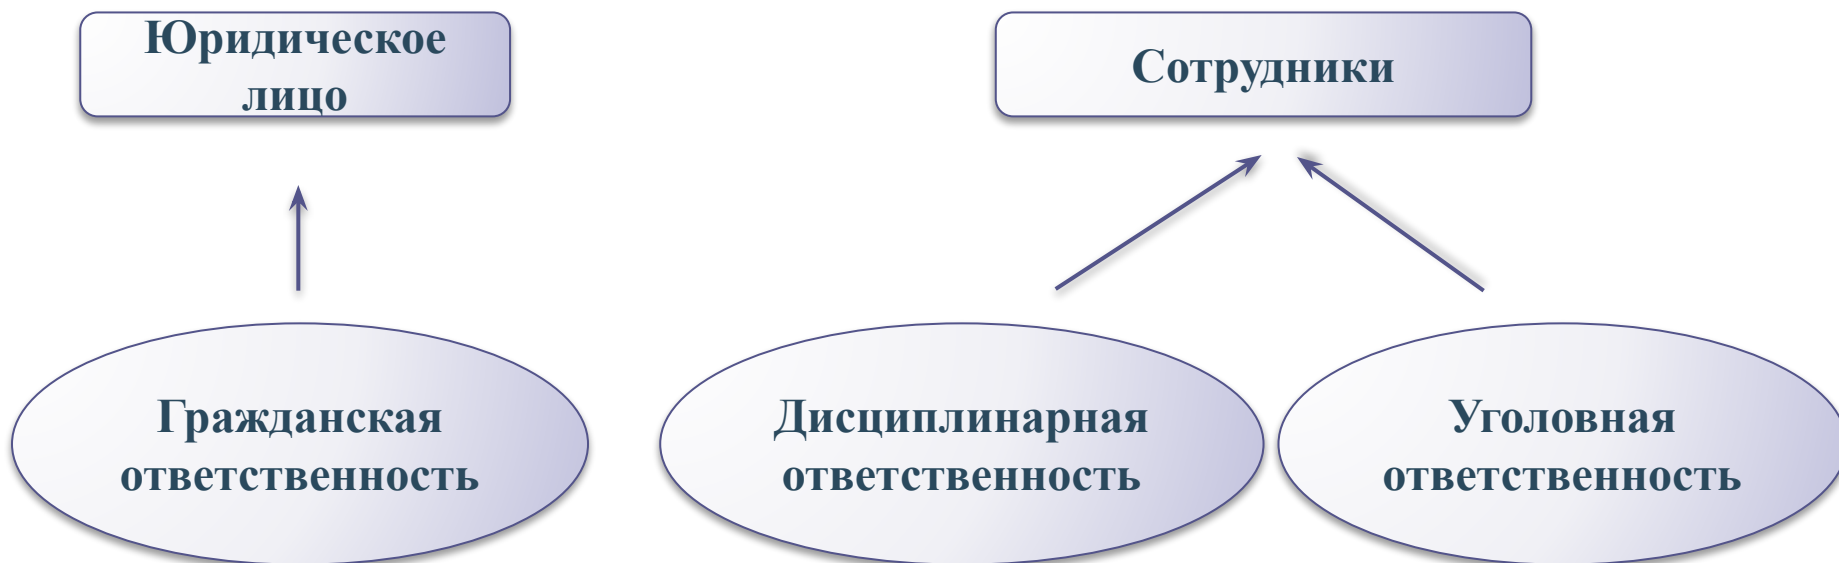 Юридическое
лицо
Сотрудники
Гражданская
ответственность
Дисциплинарная
ответственность
Уголовная
ответственность